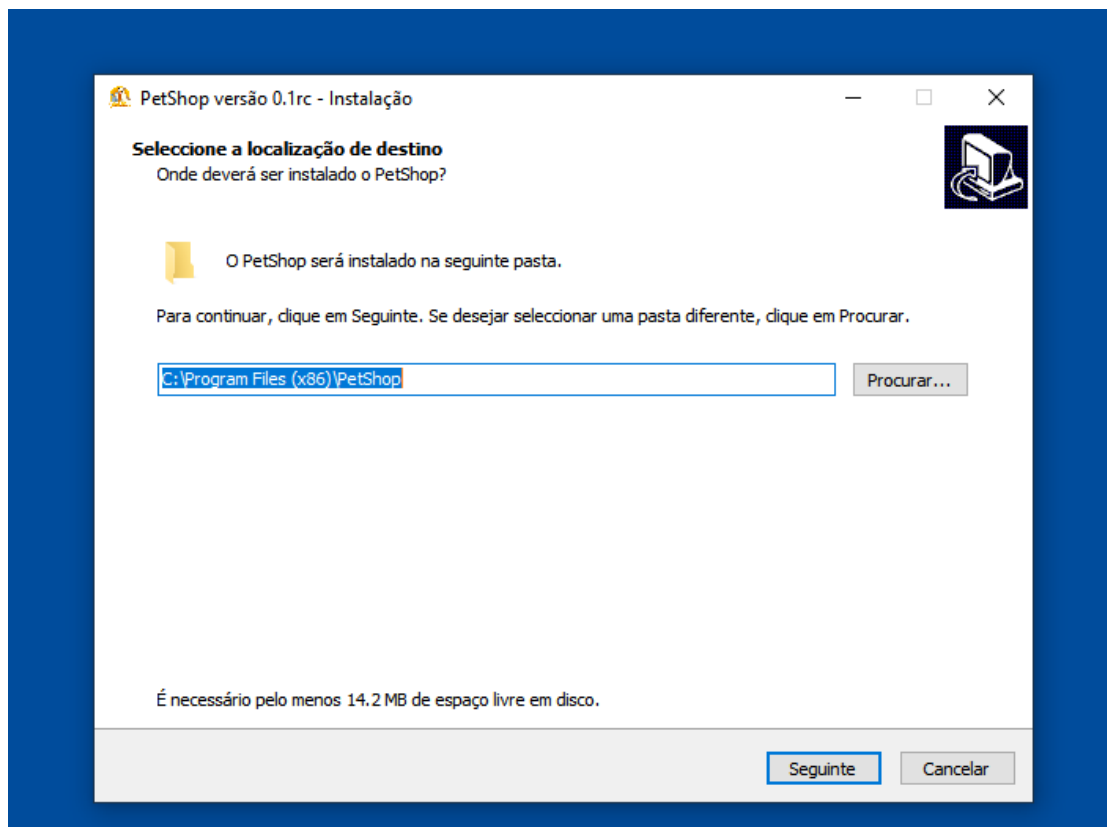 PetShop versão 0.1rc - Instalação
Seleccione a localização de destino
Onde deverá ser instalado o PetShop?
O PetShop será instalado na seguinte pasta.
Para continuar, clique em Seguinte. Se desejar seleccionar uma pasta diferente, clique em Procurar.
C:\Program Files (x86)\PetShop
Procurar...
É necessário pelo menos 14.2 MB de espaço livre em disco.
Seguinte
Cancelar